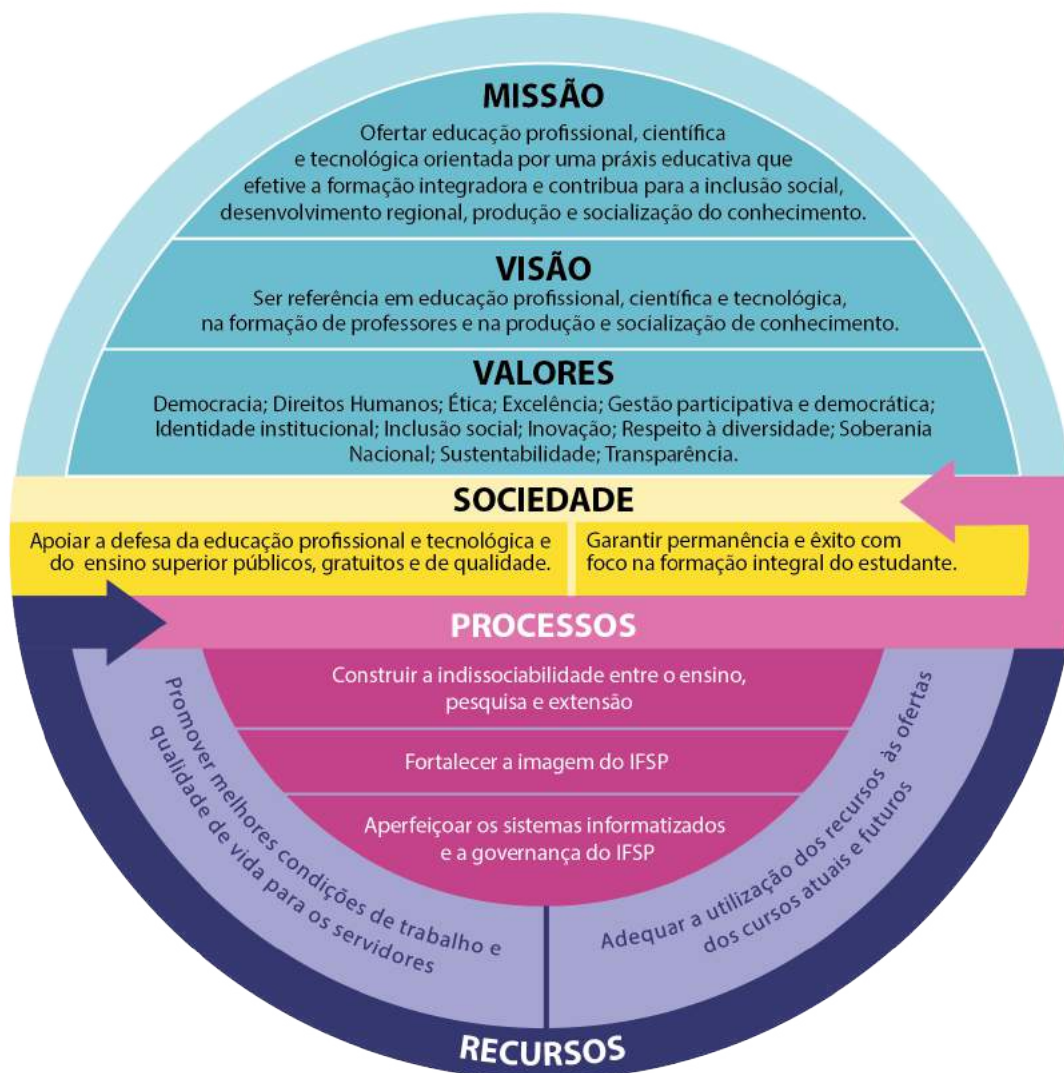 MISSÃO
Ofertar educação profissional, científica
e tecnológica orientada por uma práxis educativa que
efetive a formação integradora e contribua para a inclusão social,
desenvolvimento regional, produção e socialização do conhecimento.
VISÃO
Ser referência em educação profissional, científica e tecnológica,
na formação de professores e na produção e socialização de conhecimento.
VALORES
Democracia; Direitos Humanos; Ética; Excelência; Gestão participativa e democrática;
Identidade institucional; Inclusão social; Inovação; Respeito à diversidade; Soberania
Nacional; Sustentabilidade; Transparência.
SOCIEDADE
Apoiar a defesa da educação profissional e tecnológica e
do ensino superior públicos, gratuitos e de qualidade.
Garantir permanência e êxito com
foco na formação integral do estudante.
PROCESSOS
Construir a indissociabilidade entre o ensino,
pesquisa e extensão
Fortalecer a imagem do IFSP
Aperfeiçoar os sistemas informatizados
e a governança do IFSP
Promover melhores condições de trabalho e
qualidade de vida para os servidores
Adequar a utilização dos recursos às ofertas
dos cursos atuais e futuros
RECURSOS